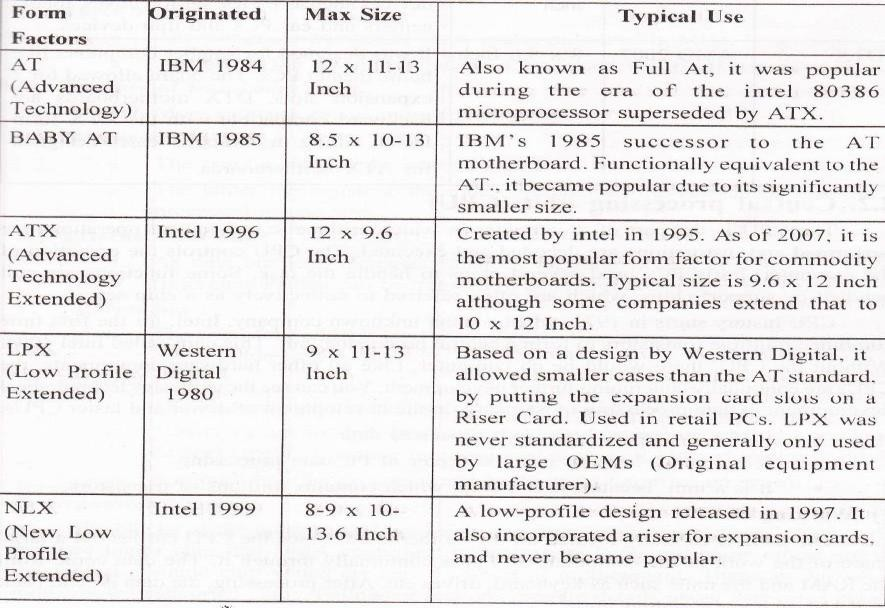 Form Factors | Originated | Max Size | Typical Use
AT (Advanced Technology) | IBM 1984 | 12 x 11-13 Inch | Also known as Full At, it was popular during the era of the intel 80386 microprocessor superseded by ATX.
BABY AT | IBM 1985 | 8.5 x 10-13 Inch | IBM's 1985 successor to the AT motherboard. Functionally equivalent to the AT., it became popular due to its significantly smaller size.
ATX (Advanced Technology Extended) | Intel 1996 | 12 x 9.6 Inch | Created by intel in 1995. As of 2007, it is the most popular form factor for commodity motherboards. Typical size is 9.6 x 12 Inch although some companies extend that to 10 x 12 Inch.
LPX (Low Profile Extended) | Western Digital 1980 | 9 x 11-13 Inch | Based on a design by Western Digital, it allowed smaller cases than the AT standard, by putting the expansion card slots on a Riser Card. Used in retail PCs. LPX was never standardized and generally only used by large OEMs (Original equipment manufacturer)
NLX (New Low Profile Extended) | Intel 1999 | 8-9 x 10-13.6 Inch | A low-profile design released in 1997. It also incorporated a riser for expansion cards, and never became popular.